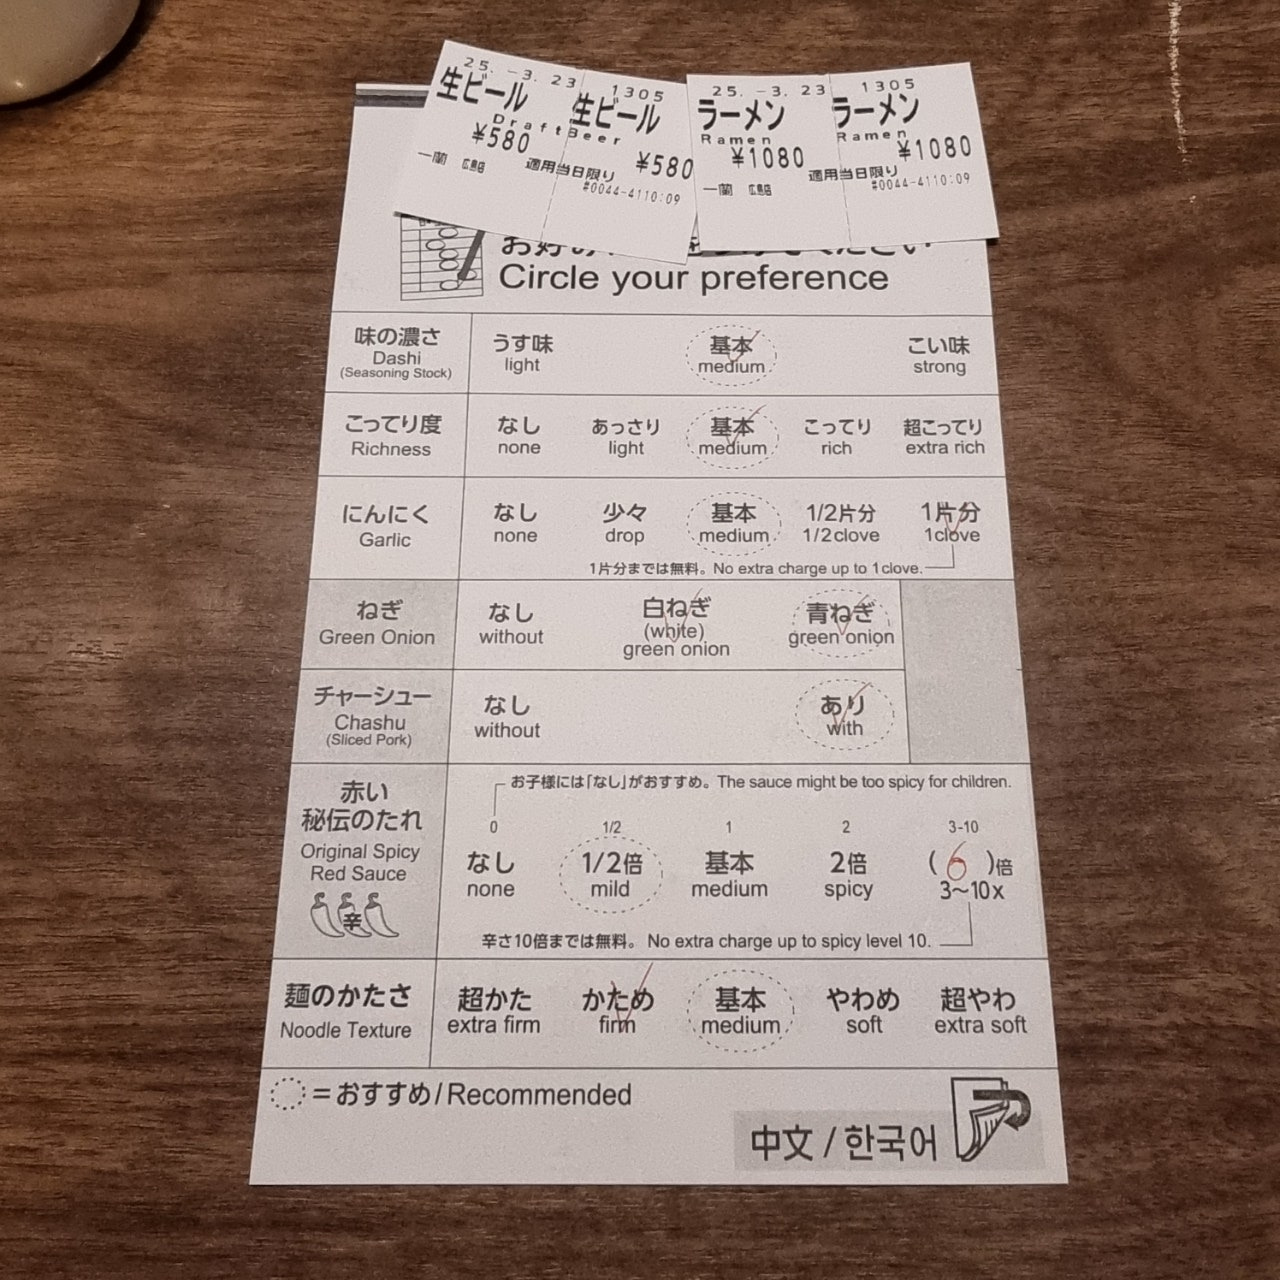 25.-3.23
生ビール
Draft
¥580
一蘭 広島店
1305
生ビール
Beer
¥580
適用当日限り
#0044-4110:09
25.-3.23
ラーメン
Ramen
¥1080
一蘭 広島店
1305
ラーメン
Ramen
¥1080
適用当日限り
#0044-4110:09
Circle your preference
味の濃さ
Dashi
(Seasoning Stock)
うす味
light
基本
medium
こい味
strong
こってり度
Richness
なし
none
あっさり
light
基本
medium
こってり
rich
超こってり
extra rich
にんにく
Garlic
なし
none
少々
drop
基本
medium
1/2片分
1/2clove
1片分
1clove
1片分までは無料。No extra charge up to 1clove.
ねぎ
Green Onion
なし
without
白ねぎ
(white)
green onion
青ねぎ
green onion
チャーシュー
Chashu
(Sliced Pork)
なし
without
あり
with
赤い
秘伝のたれ
Original Spicy
Red Sauce
辛
お子様には「なし」がおすすめ。The sauce might be too spicy for children.
0
なし
none
1/2
1/2倍
mild
1
基本
medium
2
2倍
spicy
3-10
(6)倍
3〜10x
辛さ10倍までは無料。No extra charge up to spicy level 10.
麺のかたさ
Noodle Texture
超かた
extra firm
かため
firm
基本
medium
やわめ
soft
超やわ
extra soft
=おすすめ/Recommended
中文/한국어